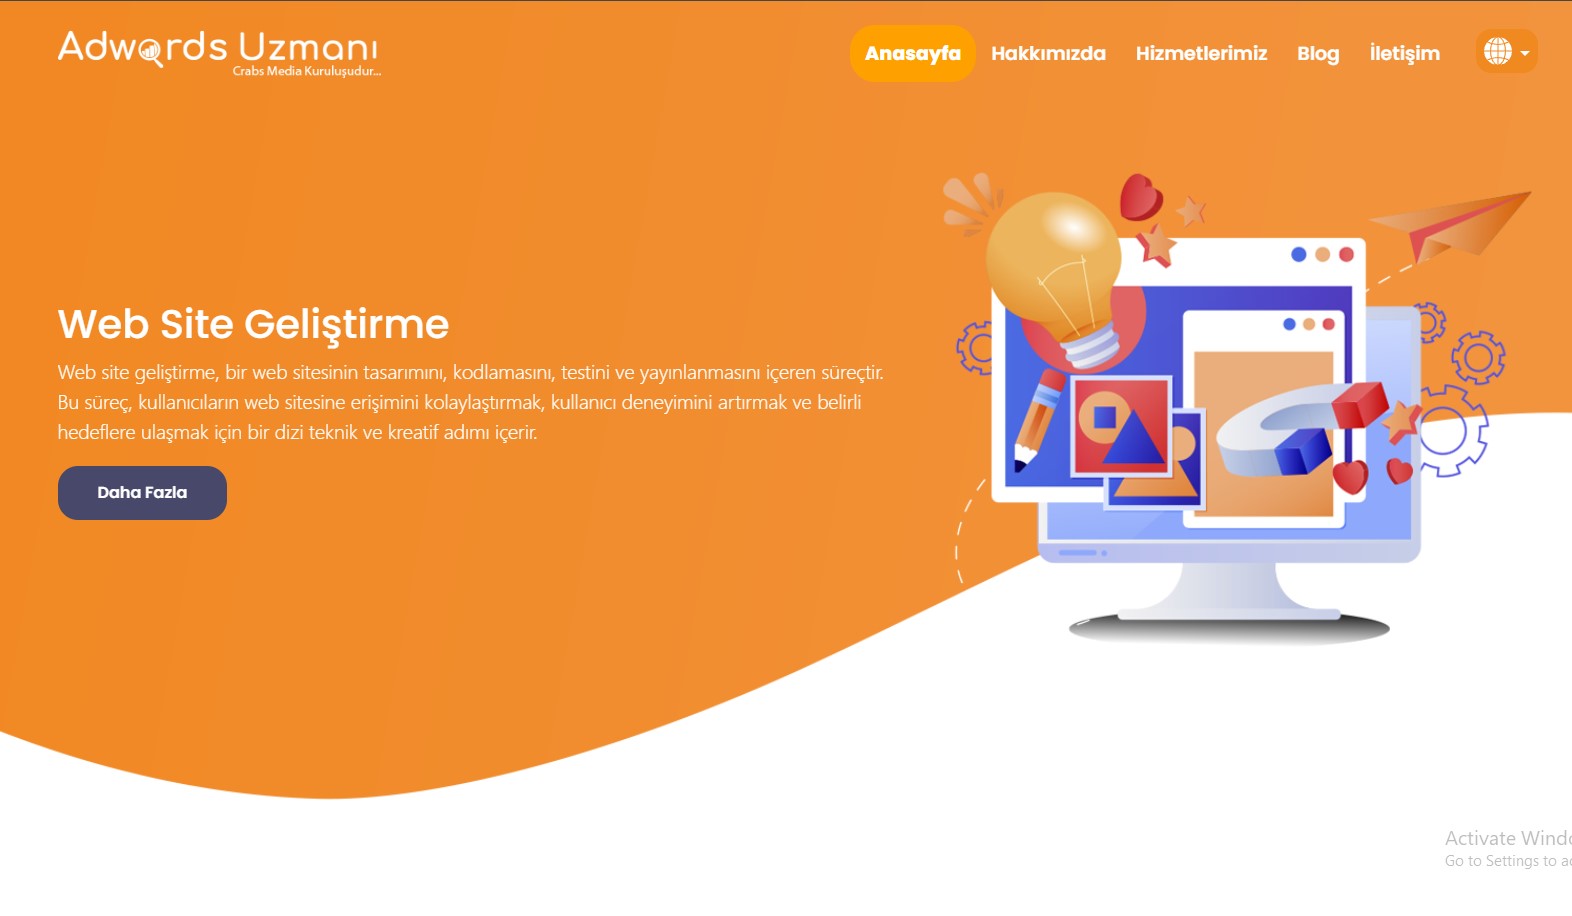 Adwords Uzmanı
Crabs Media Kuruluşudur...
Anasayfa Hakkımızda Hizmetlerimiz Blog İletişim
Web Site Geliştirme
Web site geliştirme, bir web sitesinin tasarımını, kodlamasını, testini ve yayınlanmasını içeren süreçtir.
Bu süreç, kullanıcıların web sitesine erişimini kolaylaştırmak, kullanıcı deneyimini artırmak ve belirli
hedeflere ulaşmak için bir dizi teknik ve kreatif adımı içerir.
Daha Fazla
Activate Windo
Go to Settings to ac